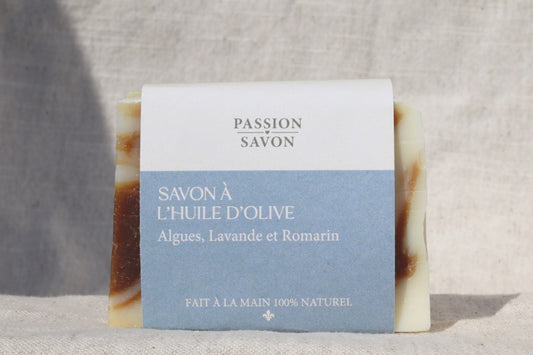 PASSION
SAVON
SAVON À
L'HUILE D'OLIVE
Algues, Lavande et Romarin
FAIT À LA MAIN 100% NATUREL